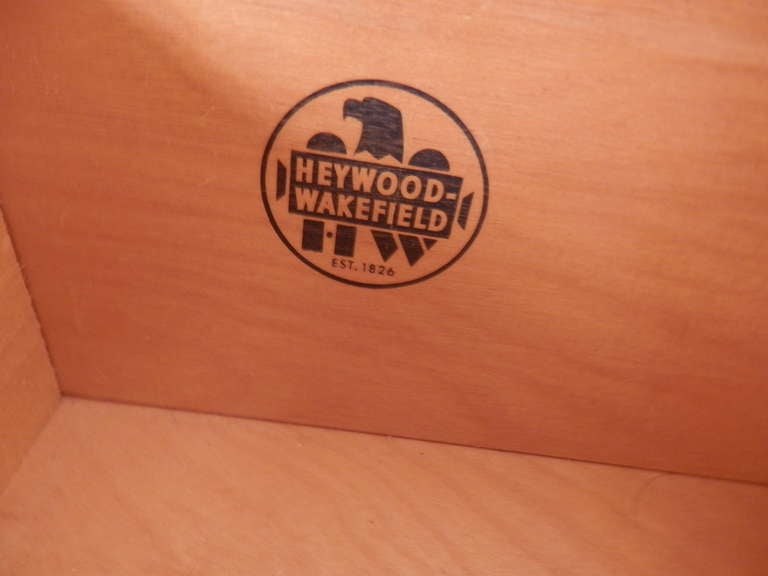 HEYWOOD-
WAKEFIELD
H W
EST. 1826